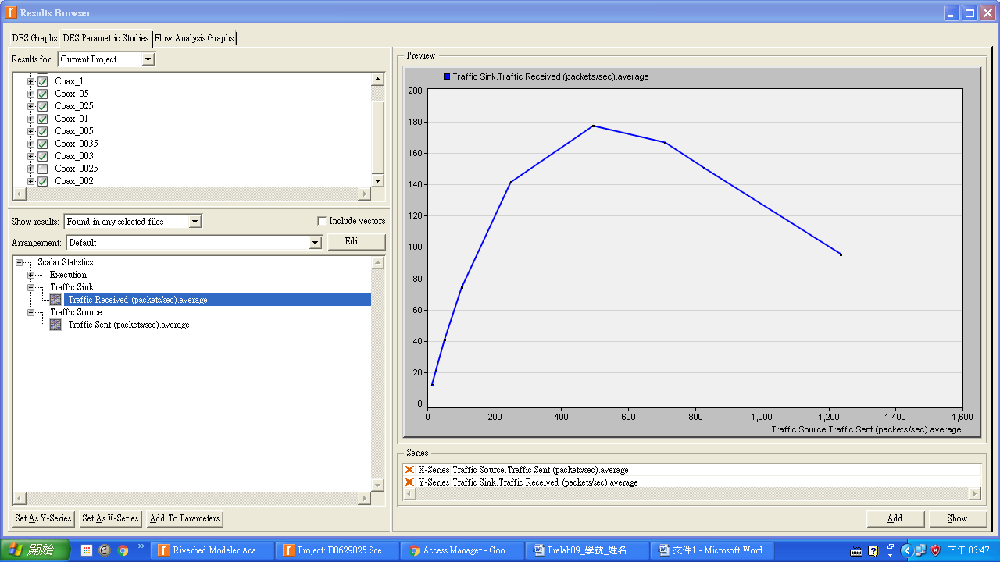 Results Browser
DES Graphs DES Parametric Studies Flow Analysis Graphs
Results for: Current Project
Coax_1
Coax_05
Coax_025
Coax_01
Coax_005
Coax_0035
Coax_003
Coax_0025
Coax_002
Show results: Found in any selected files Include vectors
Arrangement: Default Edit...
Scalar Statistics
Execution
Traffic Sink
Traffic Received (packets/sec).average
Traffic Source
Traffic Sent (packets/sec).average
Set As Y-Series Set As X-Series Add To Parameters
Preview
Traffic Sink.Traffic Received (packets/sec).average
200
180
160
140
120
100
80
60
40
20
0
0 200 400 600 800 1,000 1,200 1,400 1,600
Traffic Source.Traffic Sent (packets/sec).average
Series
X-Series Traffic Source.Traffic Sent (packets/sec).average
Y-Series Traffic Sink.Traffic Received (packets/sec).average
Add Show
開始 Riverbed Modeler Aca... Project: B0629025 Sce... Access Manager - Goo... Prelab09_學號_姓名.... 文件1 - Microsoft Word 下午 03:47